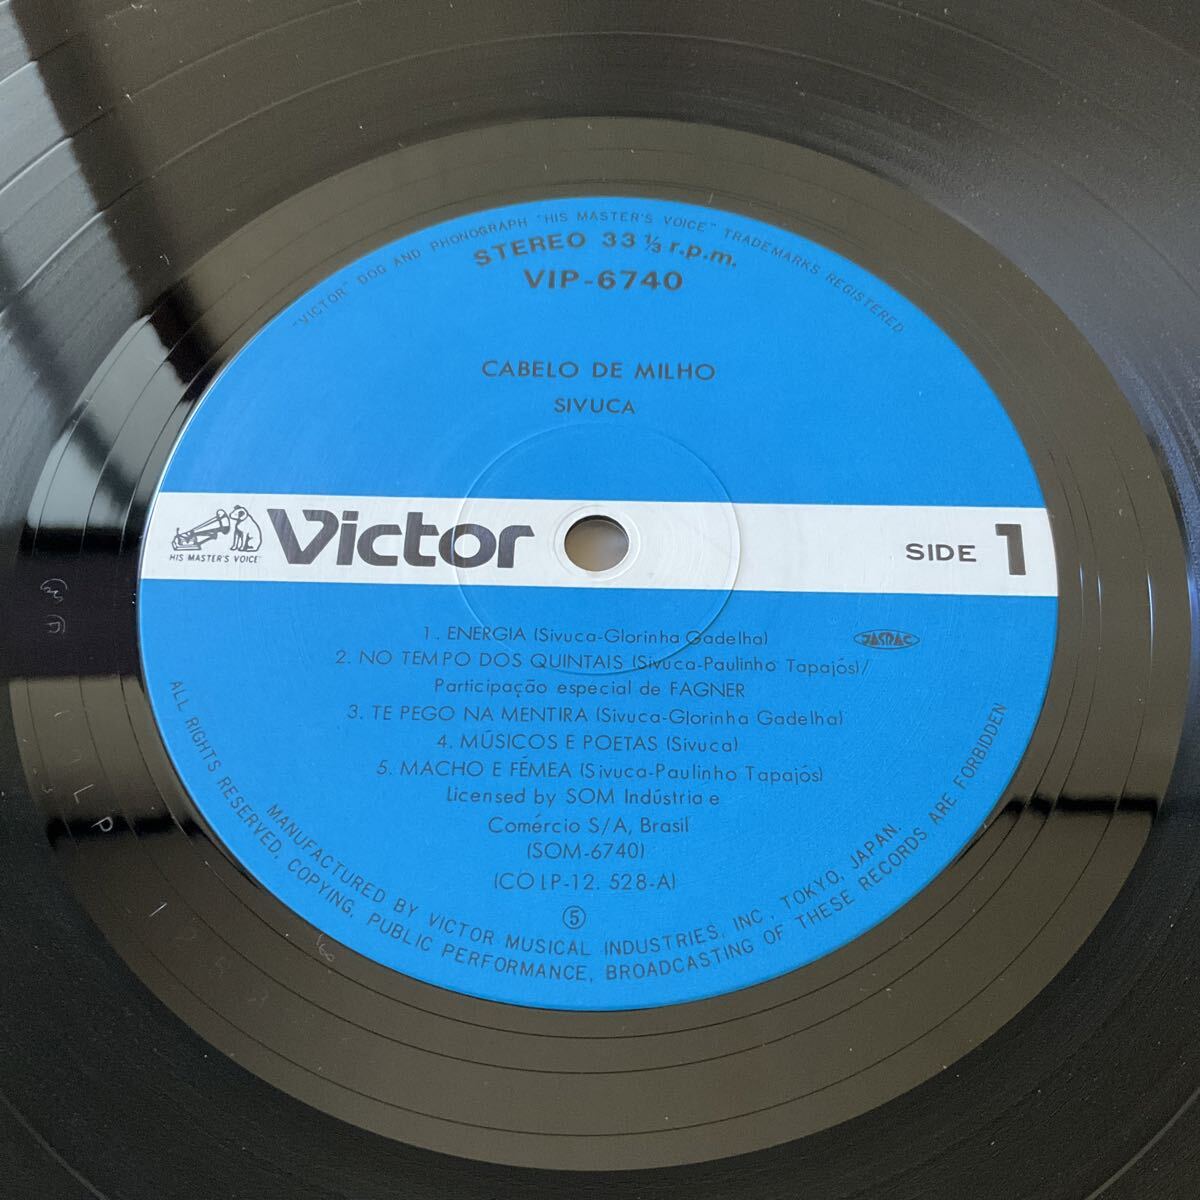 "VICTOR" DOG AND PHONOGRAPH "HIS MASTER'S VOICE" TRADEMARKS REGISTERED
STEREO 33 1/3 r.p.m.
VIP-6740
CABELO DE MILHO
SIVUCA
HIS MASTER'S VOICE
Victor
SIDE 1
1. ENERGIA (Sivuca-Glorinha Gadelha)
JASRAC
2. NO TEMPO DOS QUINTAIS (Sivuca-Paulinho Tapajós)/
Participação especial de FAGNER
3. TE PEGO NA MENTIRA (Sivuca-Glorinha Gadelha)
4. MÚSICOS E POETAS (Sivuca)
5. MACHO E FÉMEA (Sivuca-Paulinho Tapajós)
Licensed by SOM Indústria e
Comércio S/A, Brasil
(SOM-6740)
(CO LP-12. 528-A)
⑤
MANUFACTURED BY VICTOR MUSICAL INDUSTRIES, INC. TOKYO, JAPAN.
ALL RIGHTS RESERVED, COPYING, PUBLIC PERFORMANCE, BROADCASTING OF THESE RECORDS ARE FORBIDDEN